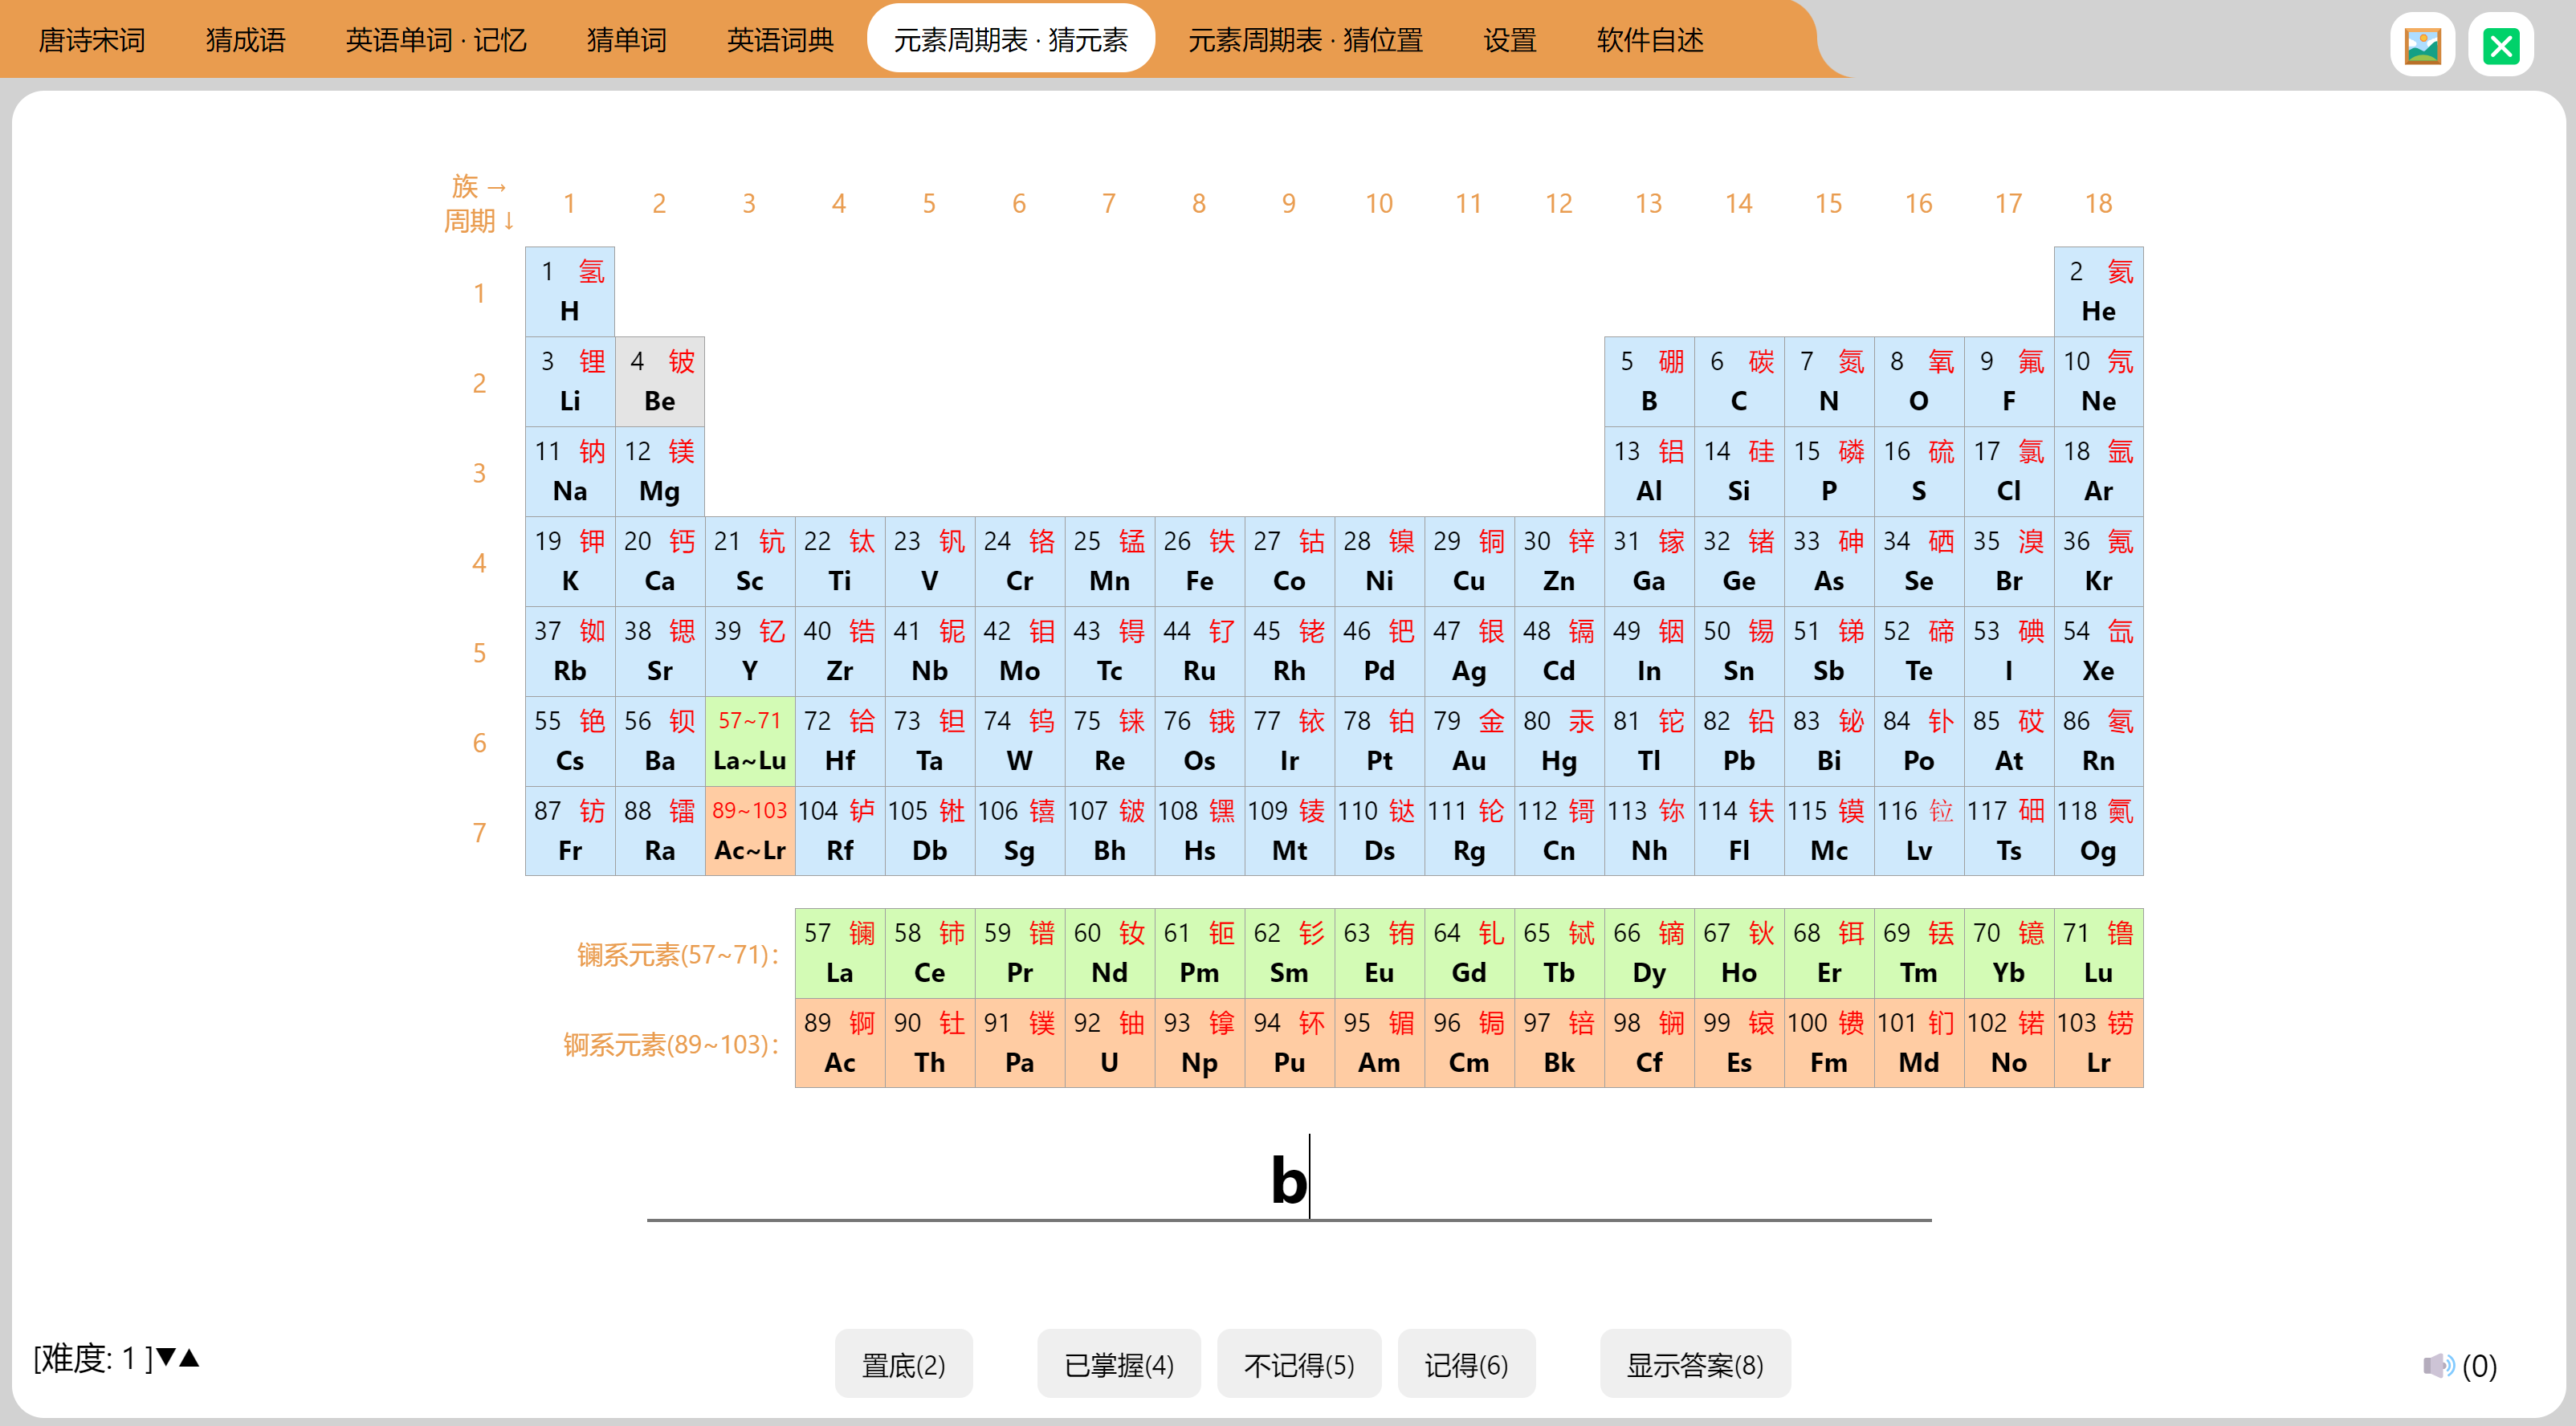 唐诗宋词 猜成语 英语单词 · 记忆 猜单词 英语词典 元素周期表 · 猜元素 元素周期表 · 猜位置 设置 软件自述
族 → 1 2 3 4 5 6 7 8 9 10 11 12 13 14 15 16 17 18
周期 ↓
1 氢 2 氦
1 H He
3 锂 4 铍 5 硼 6 碳 7 氮 8 氧 9 氟 10 氖
2 Li Be B C N O F Ne
11 钠 12 镁 13 铝 14 硅 15 磷 16 硫 17 氯 18 氩
3 Na Mg Al Si P S Cl Ar
19 钾 20 钙 21 钪 22 钛 23 钒 24 铬 25 锰 26 铁 27 钴 28 镍 29 铜 30 锌 31 镓 32 锗 33 砷 34 硒 35 溴 36 氪
4 K Ca Sc Ti V Cr Mn Fe Co Ni Cu Zn Ga Ge As Se Br Kr
37 铷 38 锶 39 钇 40 锆 41 铌 42 钼 43 锝 44 钌 45 铑 46 钯 47 银 48 镉 49 铟 50 锡 51 锑 52 碲 53 碘 54 氙
5 Rb Sr Y Zr Nb Mo Tc Ru Rh Pd Ag Cd In Sn Sb Te I Xe
55 铯 56 钡 57~71 72 铪 73 钽 74 钨 75 铼 76 锇 77 铱 78 铂 79 金 80 汞 81 铊 82 铅 83 铋 84 钋 85 砹 86 氡
6 Cs Ba La~Lu Hf Ta W Re Os Ir Pt Au Hg Tl Pb Bi Po At Rn
87 钫 88 镭 89~103 104 𬬻 105 𬭊 106 𬭳 107 𬭛 108 𬭶 109 鿏 110 𫟼 111 𬬭 112 鿔 113 鿭 114 𫓧 115 镆 116 𫟷 117 鿬 118 鿫
7 Fr Ra Ac~Lr Rf Db Sg Bh Hs Mt Ds Rg Cn Nh Fl Mc Lv Ts Og
57 镧 58 铈 59 镨 60 钕 61 钷 62 钐 63 铕 64 钆 65 铽 66 镝 67 钬 68 铒 69 铥 70 镱 71 镥
镧系元素(57~71): La Ce Pr Nd Pm Sm Eu Gd Tb Dy Ho Er Tm Yb Lu
89 锕 90 钍 91 镤 92 铀 93 镎 94 钚 95 镅 96 锔 97 锫 98 锎 99 锿 100 镄 101 钔 102 锘 103 铹
锕系元素(89~103): Ac Th Pa U Np Pu Am Cm Bk Cf Es Fm Md No Lr
b
[难度: 1 ]▼▲ 置底(2) 已掌握(4) 不记得(5) 记得(6) 显示答案(8) (0)